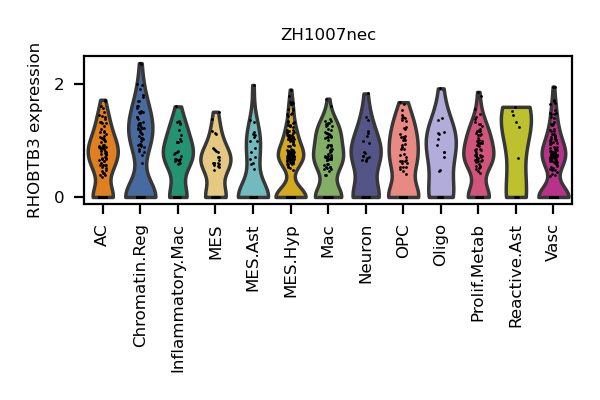 ZH1007nec
RHOBTB3 expression
2
0
AC
Chromatin.Reg
Inflammatory.Mac
MES
MES.Ast
MES.Hyp
Mac
Neuron
OPC
Oligo
Prolif.Metab
Reactive.Ast
Vasc